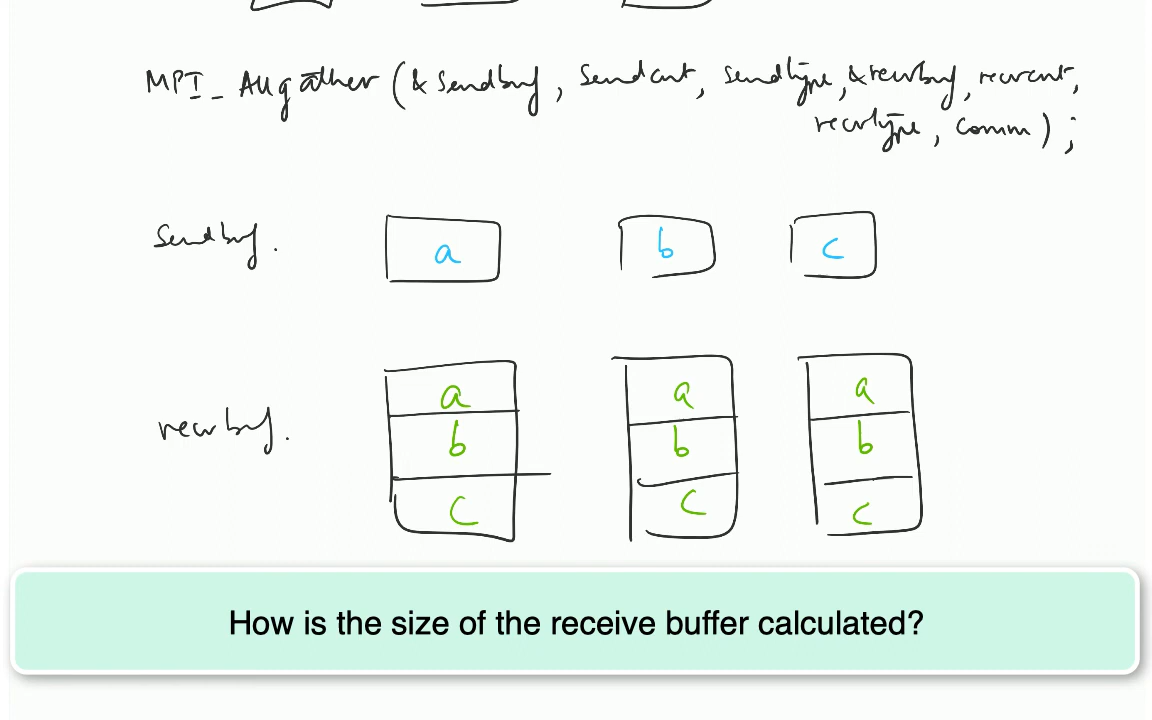 MPI_Allgather (& sendbuf, sendcnt, sendtype, & recvbuf, recvcnt,
recvtype, comm);
sendbuf.
a b c
recvbuf.
a a a
b b b
c c c
How is the size of the receive buffer calculated?